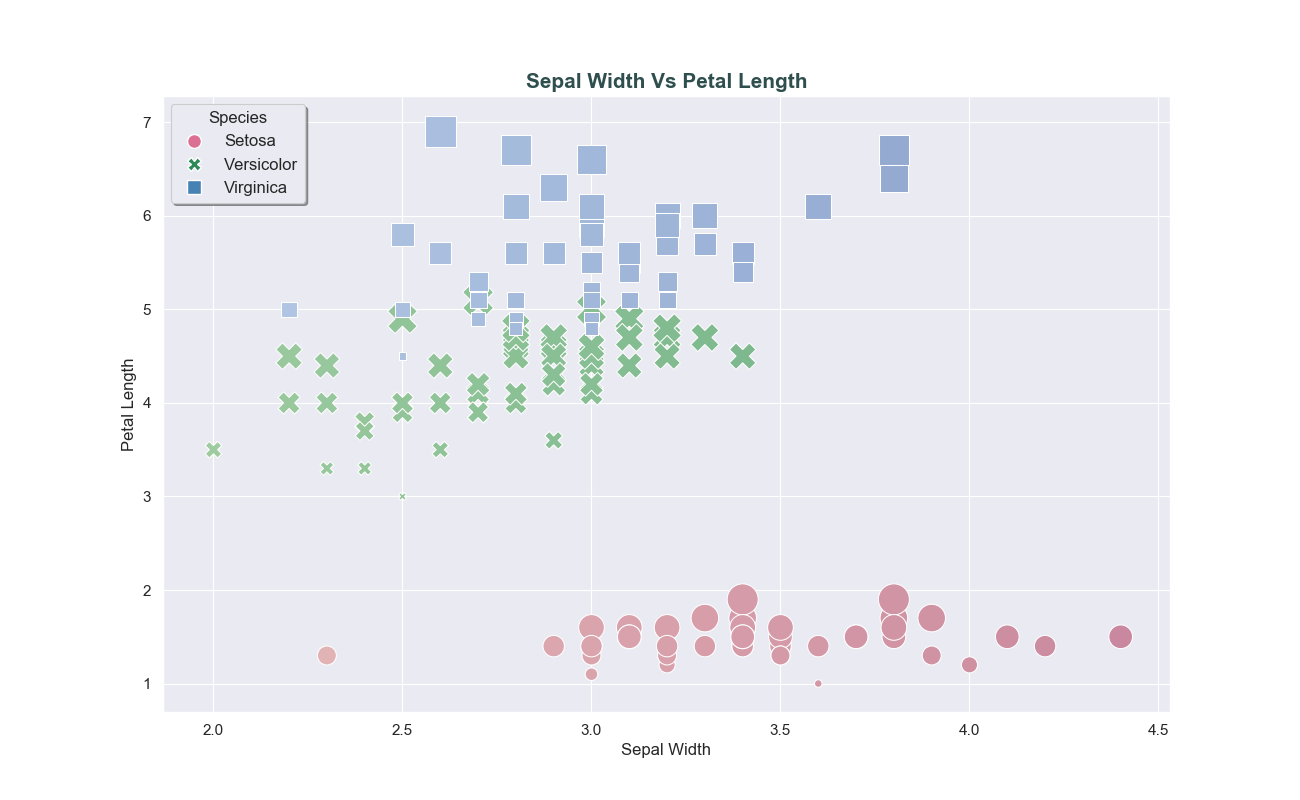 Sepal Width Vs Petal Length
Species
Setosa
Versicolor
Virginica
7
6
5
4
3
2
1
Petal Length
2.0 2.5 3.0 3.5 4.0 4.5
Sepal Width